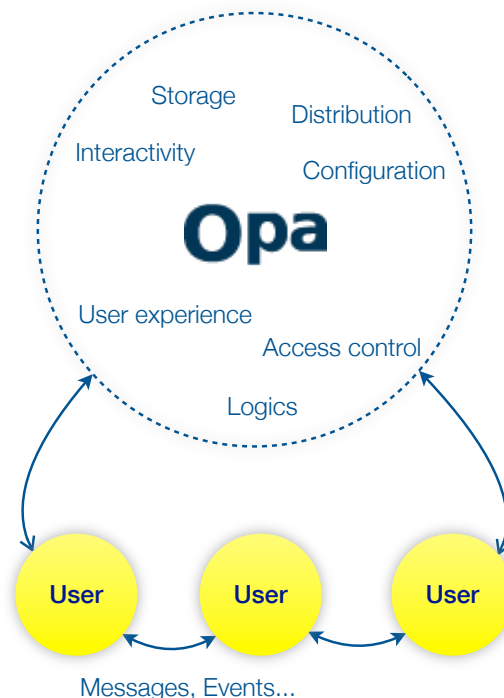 Storage
Distribution
Interactivity
Configuration
Opa
User experience
Access control
Logics
User
User
User
Messages, Events...